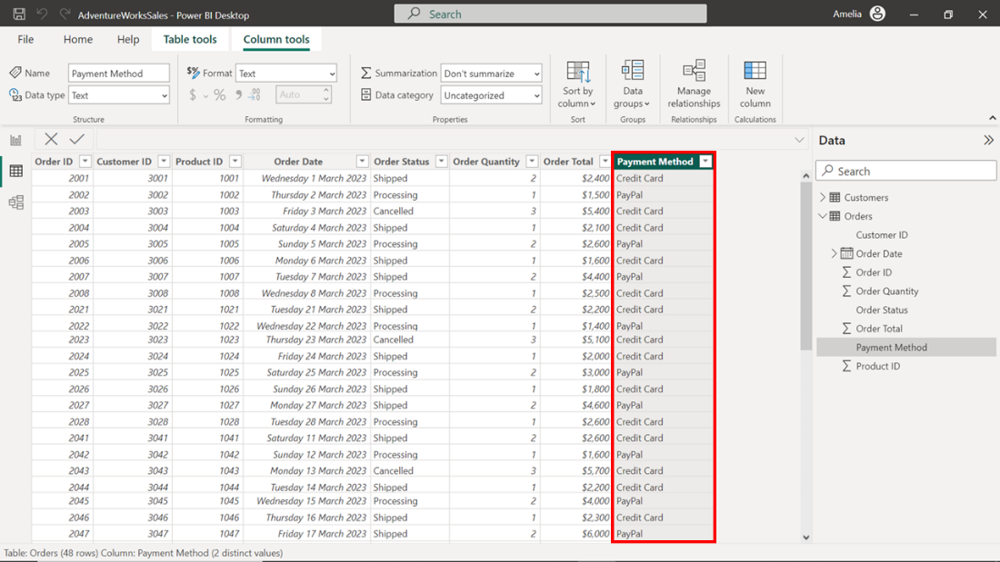 AdventureWorksSales - Power BI Desktop
Search
Amelia
File Home Help Table tools Column tools
Name Payment Method $% Format Text Summarization Don't summarize
Data type Text $ % Auto Data category Uncategorized
Sort by column Data groups Manage relationships New column
Structure Formatting Properties Sort Groups Relationships Calculations
Order ID Customer ID Product ID Order Date Order Status Order Quantity Order Total Payment Method
2001 3001 1001 Wednesday 1 March 2023 Shipped 2 $2,400 Credit Card
2002 3002 1002 Thursday 2 March 2023 Processing 1 $1,500 PayPal
2003 3003 1003 Friday 3 March 2023 Cancelled 3 $5,400 Credit Card
2004 3004 1004 Saturday 4 March 2023 Shipped 1 $2,100 Credit Card
2005 3005 1005 Sunday 5 March 2023 Processing 2 $2,600 PayPal
2006 3006 1006 Monday 6 March 2023 Shipped 1 $1,600 Credit Card
2007 3007 1007 Tuesday 7 March 2023 Shipped 2 $4,400 PayPal
2008 3008 1008 Wednesday 8 March 2023 Processing 1 $2,500 Credit Card
2021 3021 1021 Tuesday 21 March 2023 Shipped 2 $2,200 Credit Card
2022 3022 1022 Wednesday 22 March 2023 Processing 1 $1,400 PayPal
2023 3023 1023 Thursday 23 March 2023 Cancelled 3 $5,100 Credit Card
2024 3024 1024 Friday 24 March 2023 Shipped 1 $2,000 Credit Card
2025 3025 1025 Saturday 25 March 2023 Processing 2 $3,000 PayPal
2026 3026 1026 Sunday 26 March 2023 Shipped 1 $1,800 Credit Card
2027 3027 1027 Monday 27 March 2023 Shipped 2 $4,600 PayPal
2028 3028 1028 Tuesday 28 March 2023 Processing 1 $2,600 Credit Card
2041 3041 1041 Saturday 11 March 2023 Shipped 2 $2,600 Credit Card
2042 3042 1042 Sunday 12 March 2023 Processing 1 $1,600 PayPal
2043 3043 1043 Monday 13 March 2023 Cancelled 3 $5,700 Credit Card
2044 3044 1044 Tuesday 14 March 2023 Shipped 1 $2,200 Credit Card
2045 3045 1045 Wednesday 15 March 2023 Processing 2 $4,000 PayPal
2046 3046 1046 Thursday 16 March 2023 Shipped 1 $2,300 Credit Card
2047 3047 1047 Friday 17 March 2023 Shipped 2 $6,000 PayPal
Data
Search
Customers
Orders
Customer ID
Order Date
Order ID
Order Quantity
Order Status
Order Total
Payment Method
Product ID
Table: Orders (48 rows) Column: Payment Method (2 distinct values)